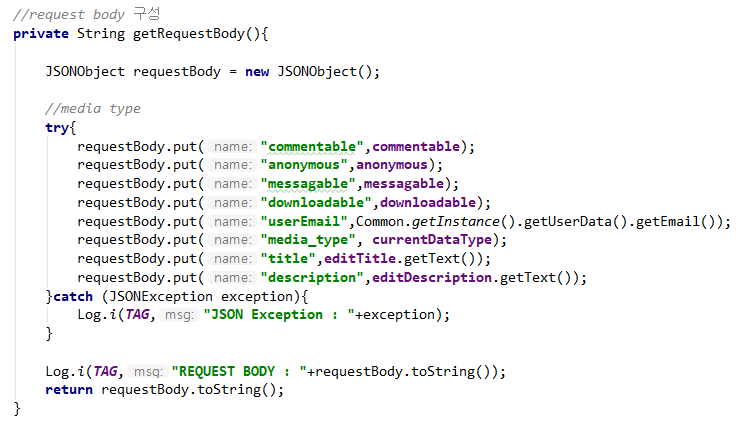 //request body 구성
private String getRequestBody(){
JSONObject requestBody = new JSONObject();
//media type
try{
requestBody.put( name: "commentable",commentable);
requestBody.put( name: "anonymous",anonymous);
requestBody.put( name: "messagable",messagable);
requestBody.put( name: "downloadable",downloadable);
requestBody.put( name: "userEmail",Common.getInstance().getUserData().getEmail());
requestBody.put( name: "media_type", currentDataType);
requestBody.put( name: "title",editTitle.getText());
requestBody.put( name: "description",editDescription.getText());
}catch (JSONException exception){
Log.i(TAG, msg: "JSON Exception : "+exception);
}
Log.i(TAG, msg: "REQUEST BODY : "+requestBody.toString());
return requestBody.toString();
}